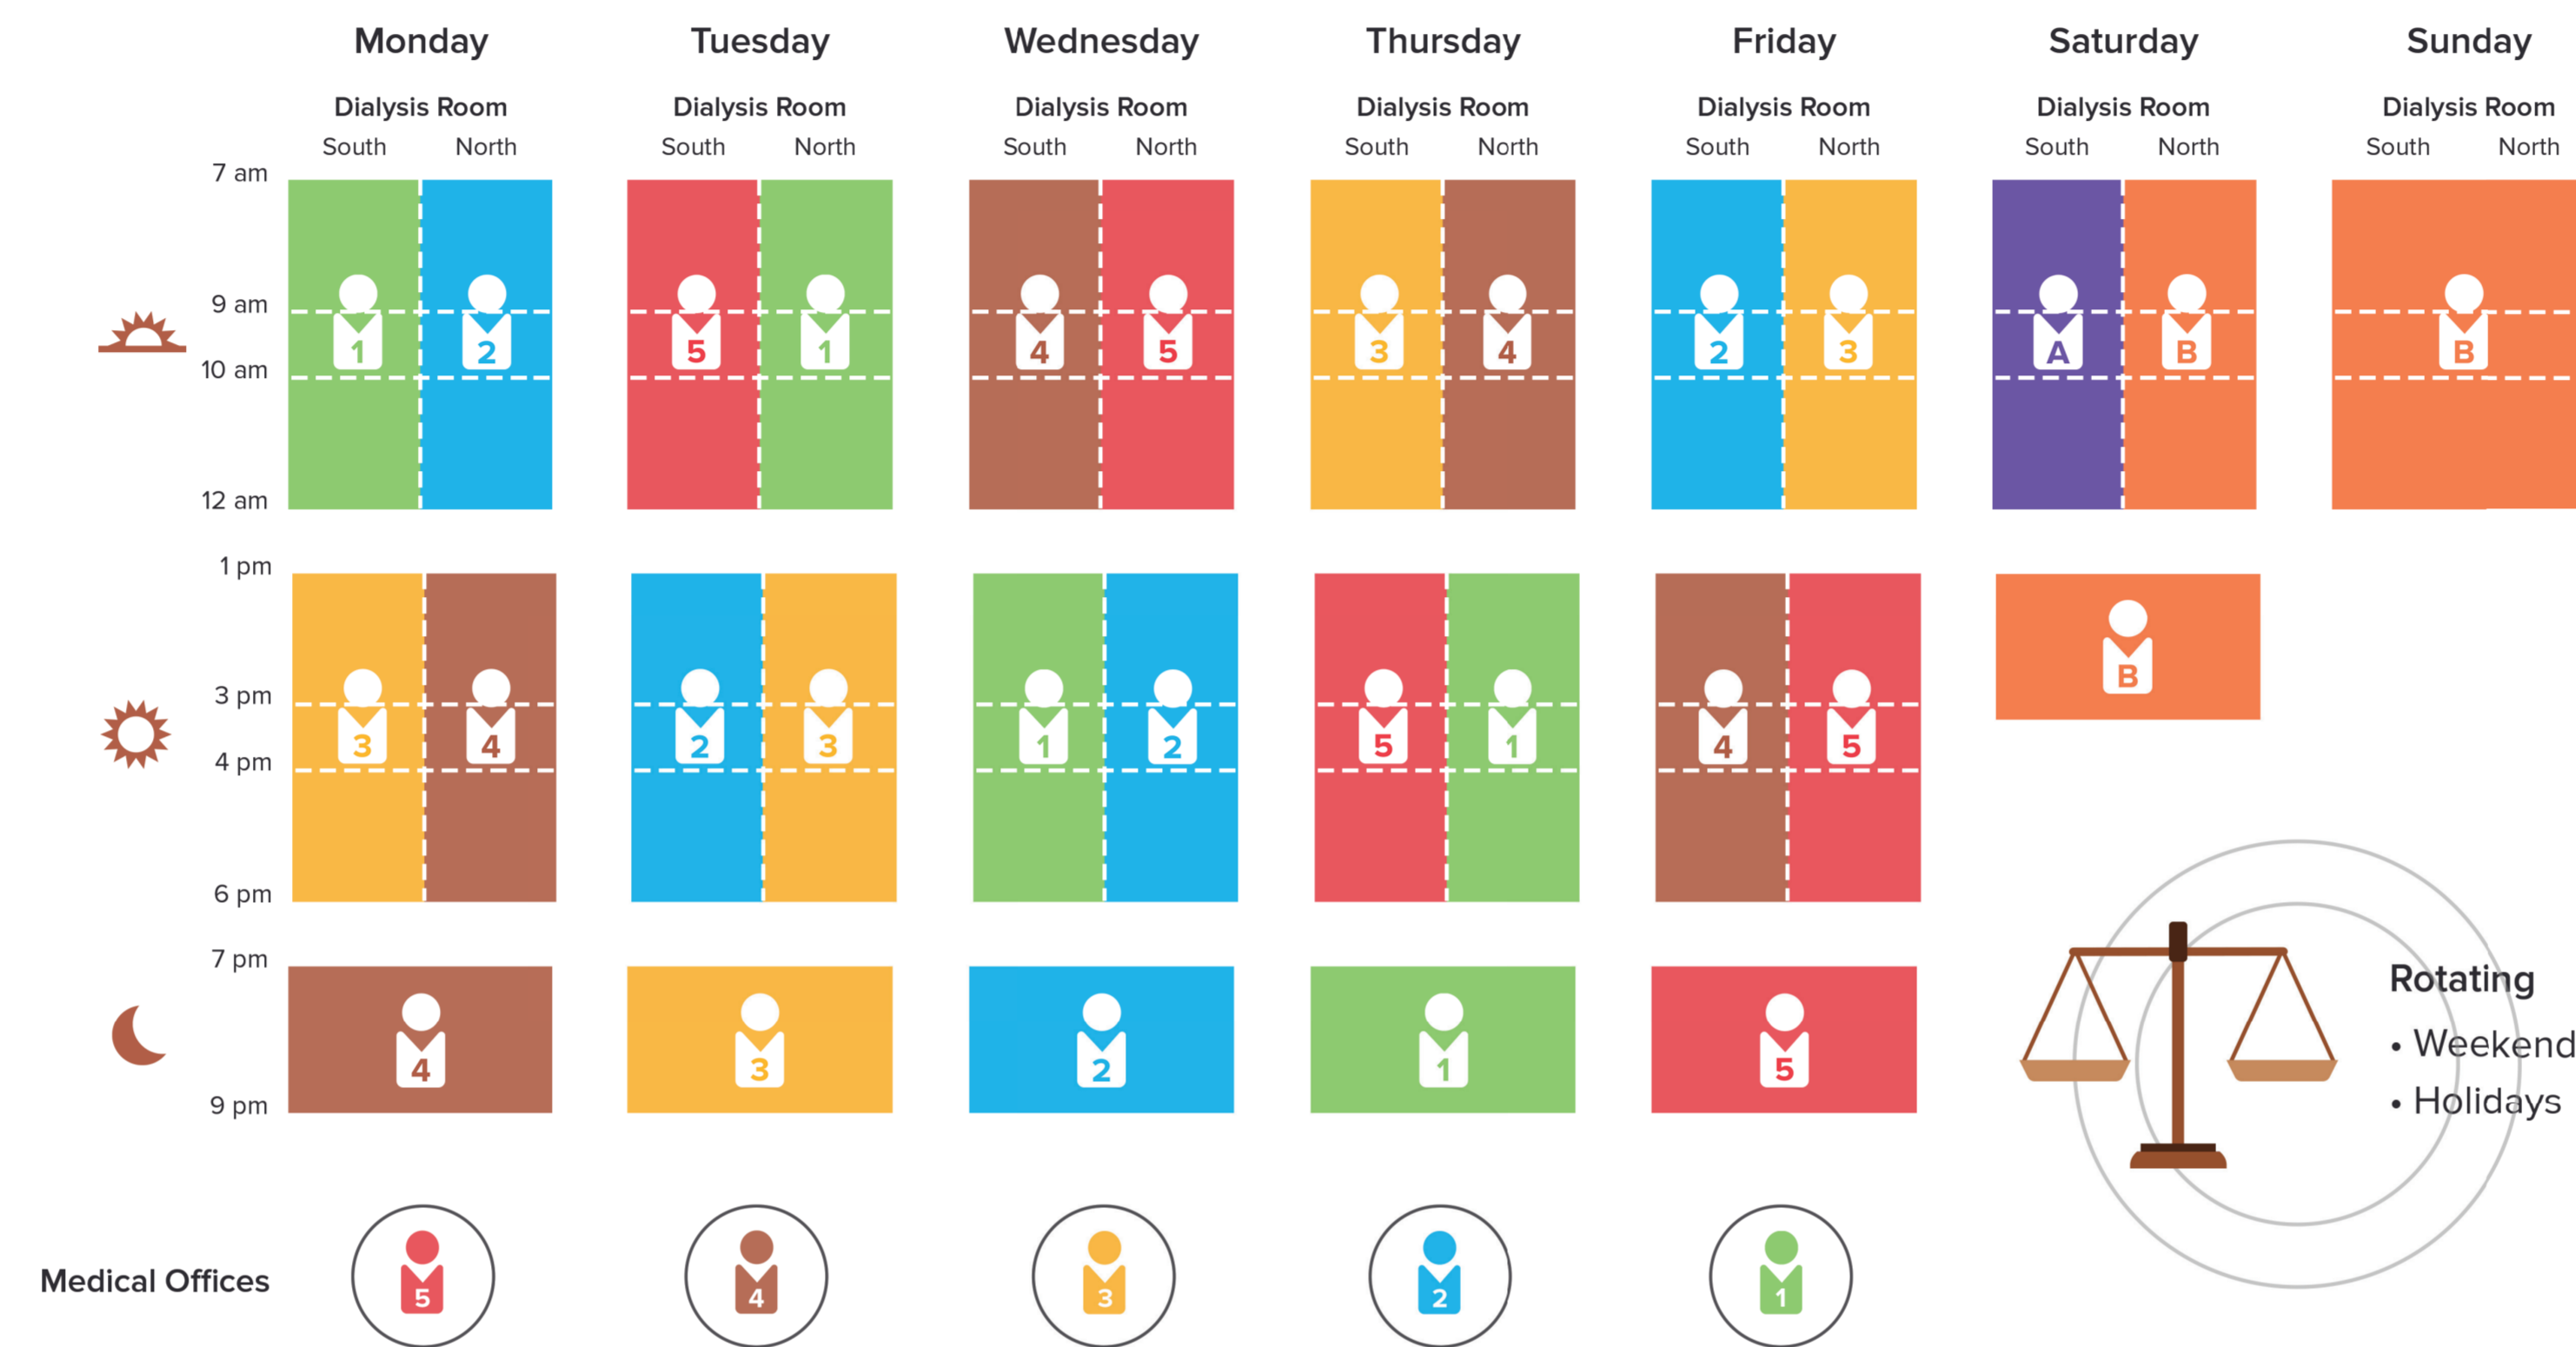 Monday Tuesday Wednesday Thursday Friday Saturday Sunday
Dialysis Room Dialysis Room Dialysis Room Dialysis Room Dialysis Room Dialysis Room Dialysis Room
South North South North South North South North South North South North South North
7 am
9 am
1 2 5 1 4 5 3 4 2 3 A B B
10 am
12 am
1 pm
B
3 pm
3 4 2 3 1 2 5 1 4 5
4 pm
6 pm
7 pm
Rotating
• Weekend
4 3 2 1 5
9 pm
• Holidays
Medical Offices
5 4 3 2 1